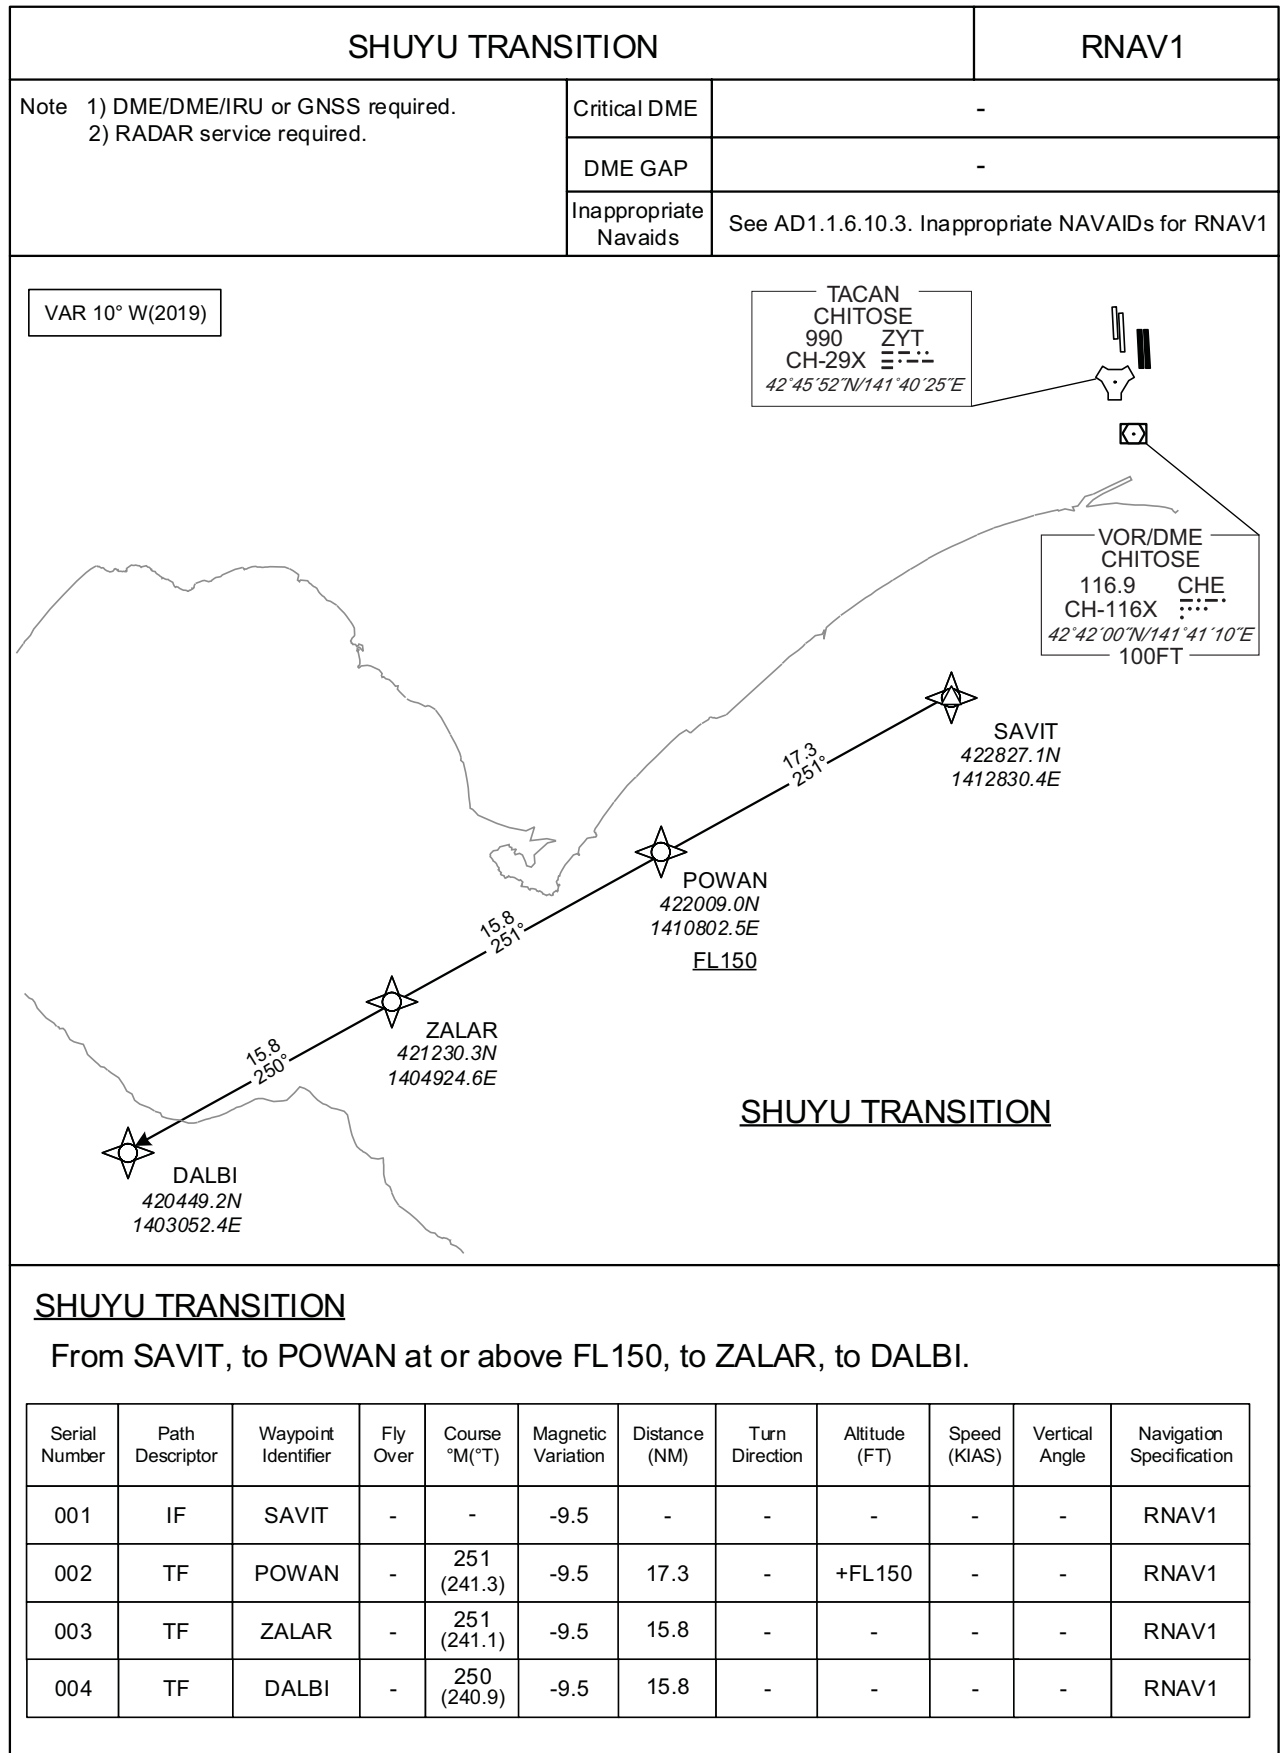 SHUYU TRANSITION
RNAV1
Note 1) DME/DME/IRU or GNSS required.
2) RADAR service required.
Critical DME
-
DME GAP
-
Inappropriate
Navaids
See AD1.1.6.10.3. Inappropriate NAVAIDs for RNAV1
VAR 10° W(2019)
TACAN
CHITOSE
990 ZYT
CH-29X
42°45´52˝N/141°40´25˝E
VOR/DME
CHITOSE
116.9 CHE
CH-116X
42°42´00˝N/141°41´10˝E
100FT
SAVIT
422827.1N
1412830.4E
17.3
251°
POWAN
422009.0N
1410802.5E
FL150
15.8
251°
ZALAR
421230.3N
1404924.6E
15.8
250°
SHUYU TRANSITION
DALBI
420449.2N
1403052.4E
SHUYU TRANSITION
From SAVIT, to POWAN at or above FL150, to ZALAR, to DALBI.
Serial Number Path Descriptor Waypoint Identifier Fly Over Course °M(°T) Magnetic Variation Distance (NM) Turn Direction Altitude (FT) Speed (KIAS) Vertical Angle Navigation Specification
001 IF SAVIT - - -9.5 - - - - - RNAV1
002 TF POWAN - 251 (241.3) -9.5 17.3 - +FL150 - - RNAV1
003 TF ZALAR - 251 (241.1) -9.5 15.8 - - - - RNAV1
004 TF DALBI - 250 (240.9) -9.5 15.8 - - - - RNAV1